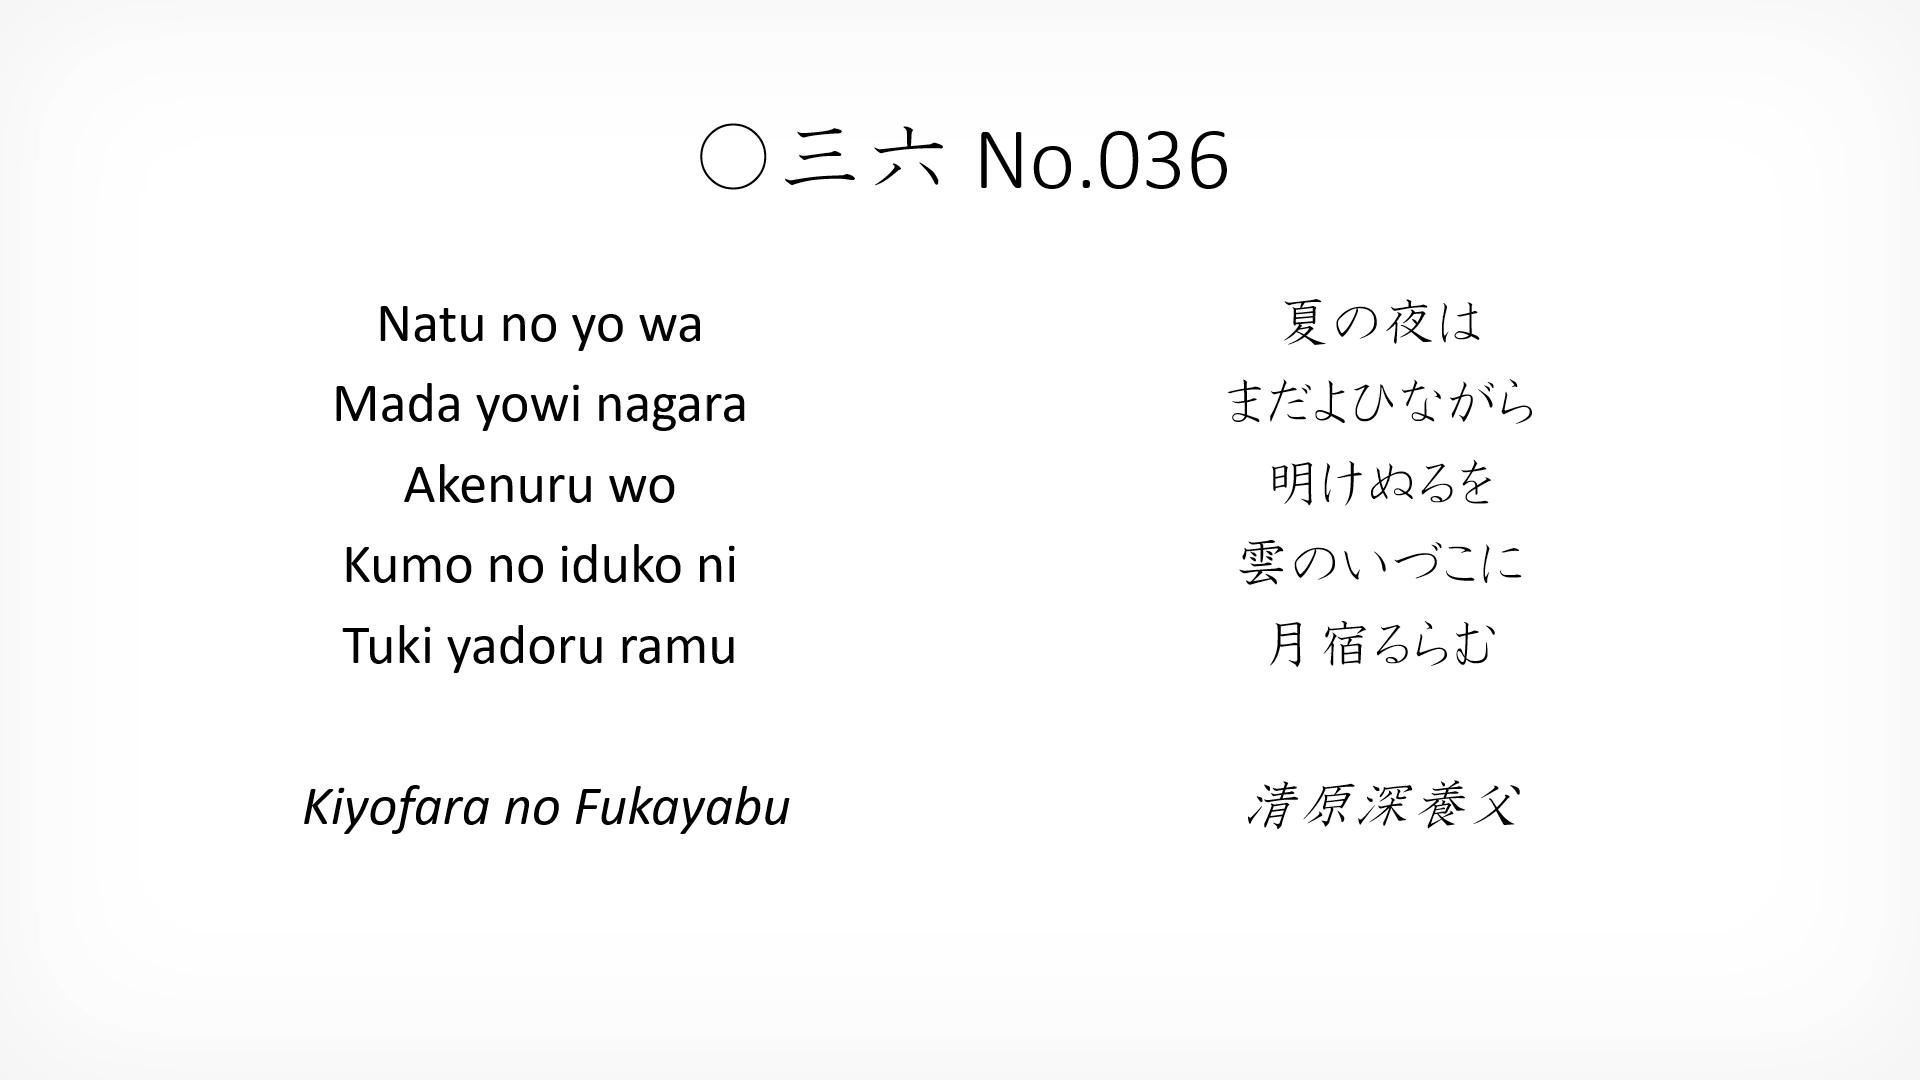 〇三六 No.036
Natu no yo wa
Mada yowi nagara
Akenuru wo
Kumo no iduko ni
Tuki yadoru ramu
Kiyofara no Fukayabu
夏の夜は
まだよひながら
明けぬるを
雲のいづこに
月宿るらむ
清原深養父